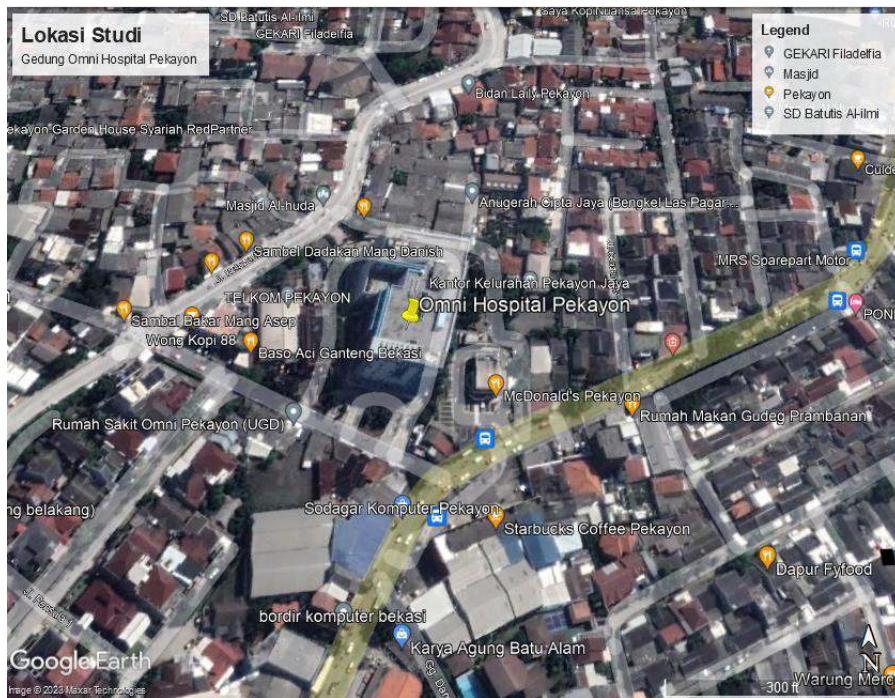 Lokasi Studi
Gedung Omni Hospital Pekayon
Legend
GEKARI Filadelfia
Masjid
Pekayon
SD Batutis Al-ilmi
SD Batutis Al-ilmi
GEKARI Filadelfia
Saya KopiNuansa Pekayon
Bidan Laily Pekayon
ekayon Garden House Syariah RedPartner
Masjid Al-huda
Anugerah Cipta Jaya (Bengkel Las Pagar...
Culde
Sambel Dadakan Mang Danish
MRS Sparepart Motor
Kantor Kelurahan Pekayon Jaya
TELKOM PEKAYON
Omni Hospital Pekayon
Sambal Bakar Mang Asep
Wong Kopi 88
Baso Aci Ganteng Bekasi
McDonald's Pekayon
Rumah Sakit Omni Pekayon (UGD)
Rumah Makan Gudeg Prambanan
Sodagar Komputer Pekayon
ng belakang)
Starbucks Coffee Pekayon
Dapur Fyfood
bordir komputer bekasi
Karya Agung Batu Alam
Google Earth
N
300 ft
Image © 2023 Maxar Technologies